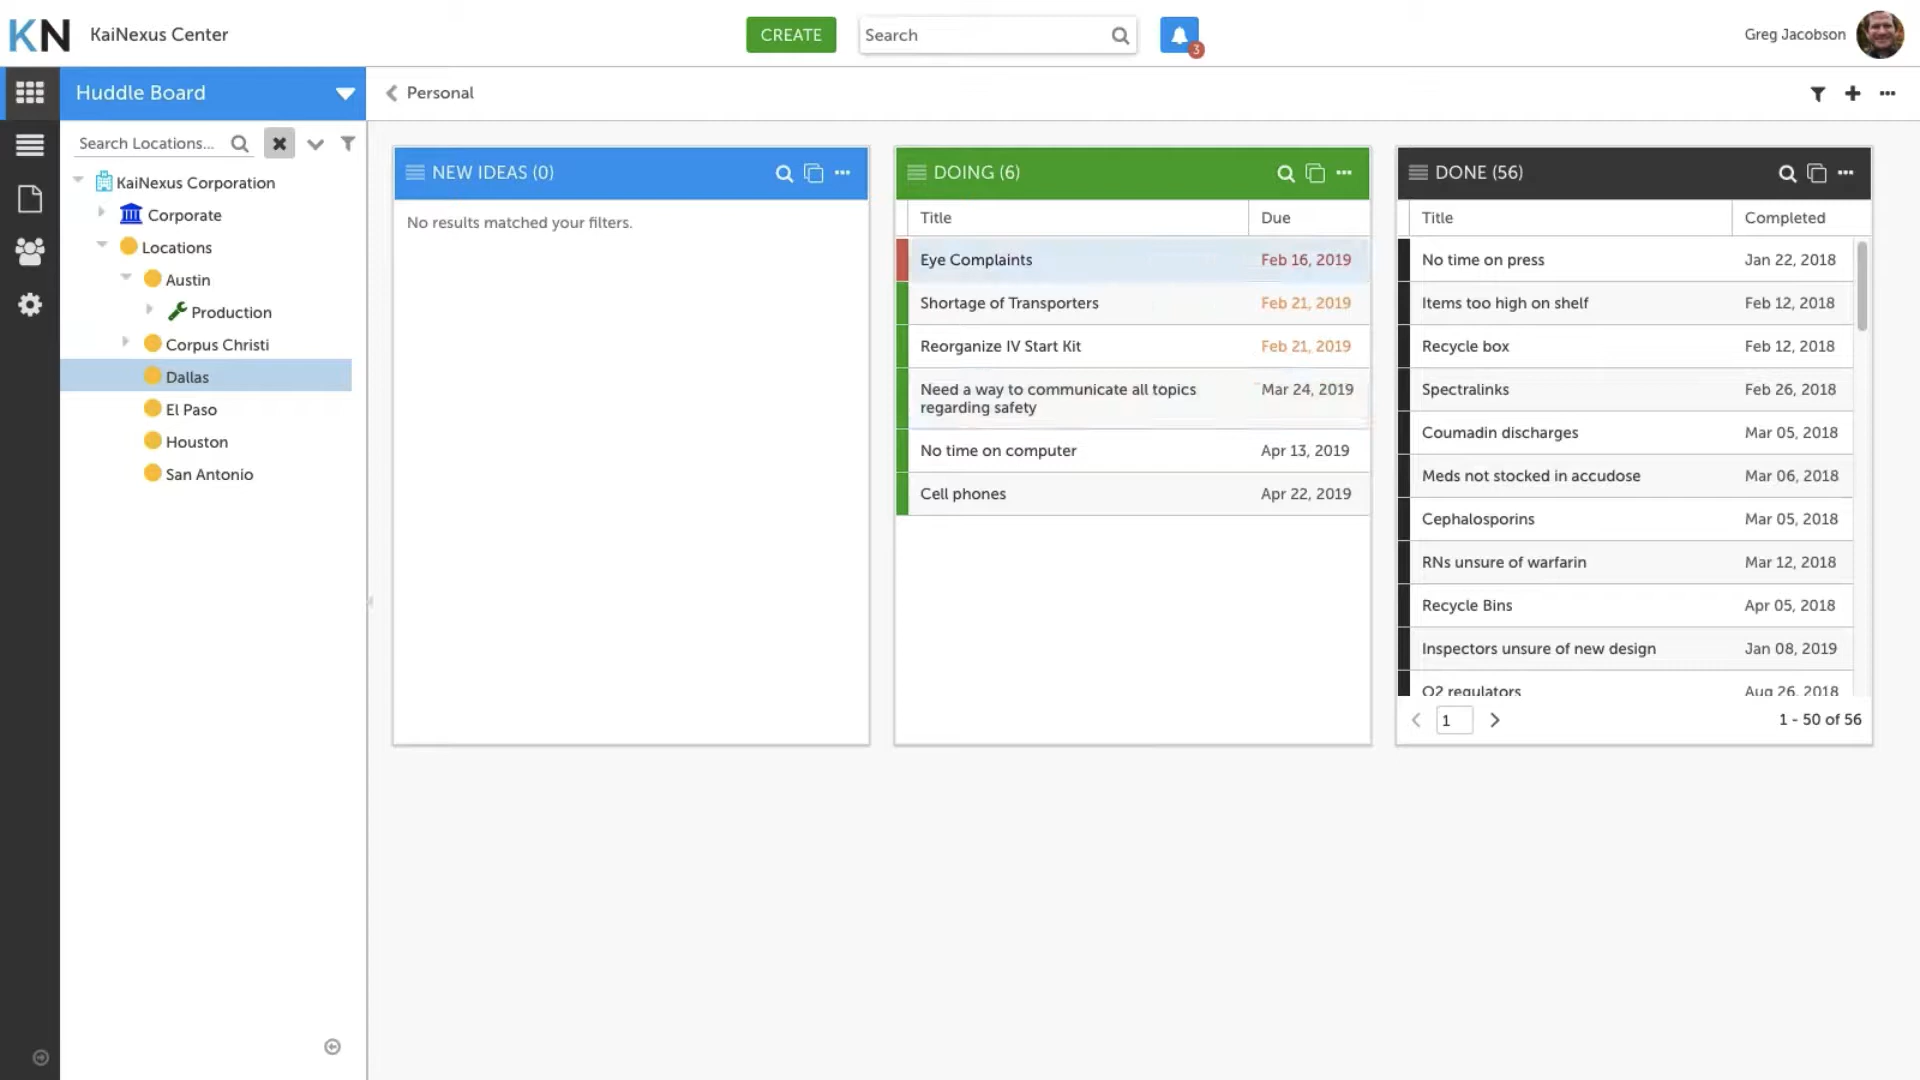 KN KaiNexus Center
CREATE
Search
3
Greg Jacobson
Huddle Board
Personal
Search Locations...
KaiNexus Corporation
Corporate
Locations
Austin
Production
Corpus Christi
Dallas
El Paso
Houston
San Antonio
NEW IDEAS (0)
No results matched your filters.
DOING (6)
Title Due
Eye Complaints Feb 16, 2019
Shortage of Transporters Feb 21, 2019
Reorganize IV Start Kit Feb 21, 2019
Need a way to communicate all topics Mar 24, 2019
regarding safety
No time on computer Apr 13, 2019
Cell phones Apr 22, 2019
DONE (56)
Title Completed
No time on press Jan 22, 2018
Items too high on shelf Feb 12, 2018
Recycle box Feb 12, 2018
Spectralinks Feb 26, 2018
Coumadin discharges Mar 05, 2018
Meds not stocked in accudose Mar 06, 2018
Cephalosporins Mar 05, 2018
RNs unsure of warfarin Mar 12, 2018
Recycle Bins Apr 05, 2018
Inspectors unsure of new design Jan 08, 2019
O2 regulators Aug 26, 2018
1
1 - 50 of 56